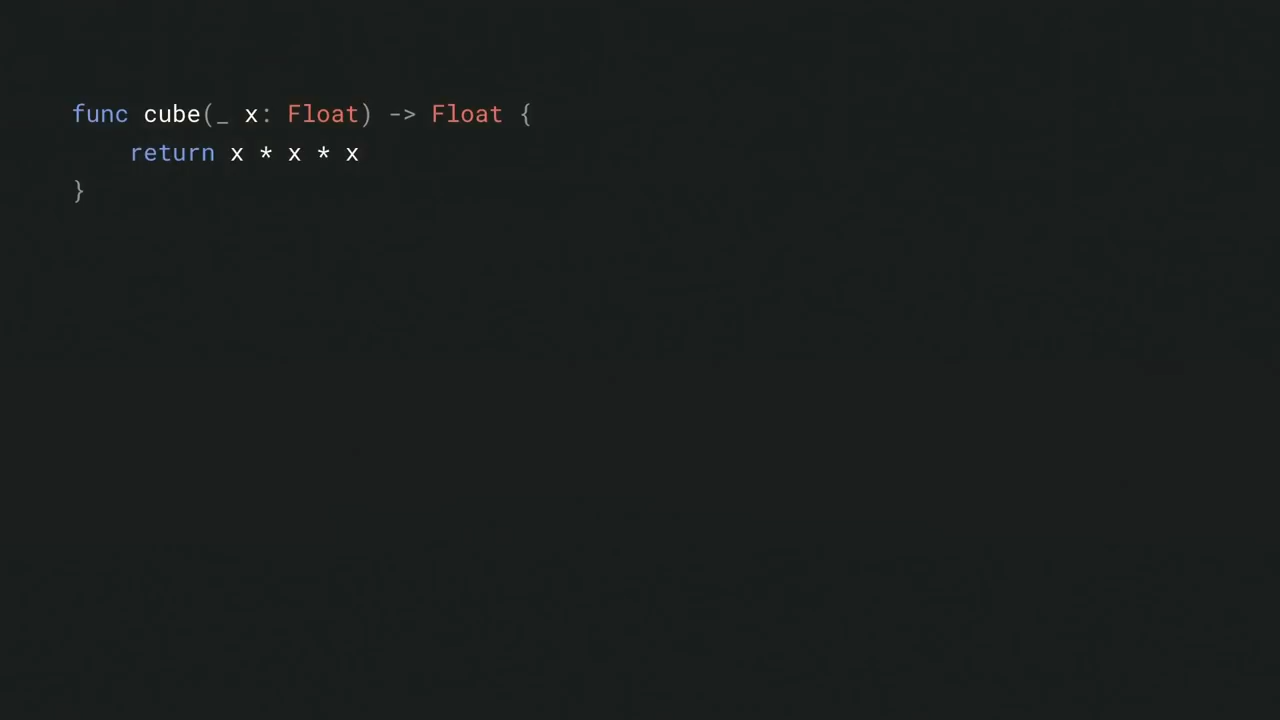 func cube(_ x: Float) -> Float {
    return x * x * x
}